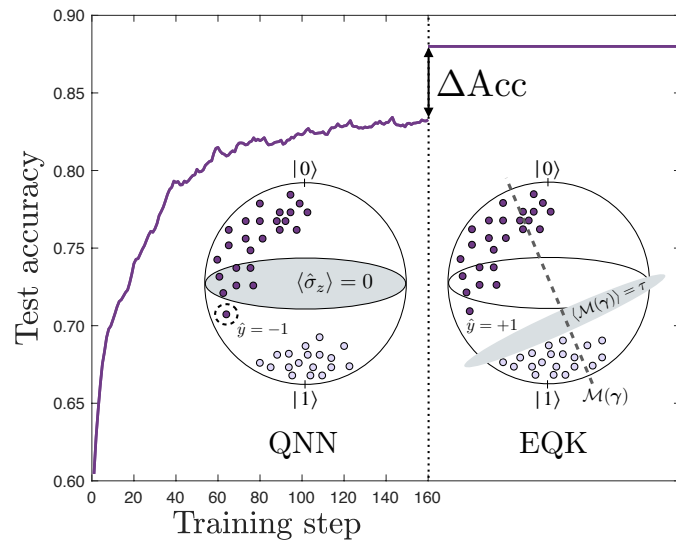 0.90
0.85
0.80
0.75
0.70
0.65
0.60
Test accuracy
0
20
40
60
80
100
120
140
160
Training step
ΔAcc
|0⟩
⟨σ̂z⟩ = 0
ŷ = −1
|1⟩
QNN
|0⟩
⟨M(γ)⟩ = τ
ŷ = +1
M(γ)
|1⟩
EQK